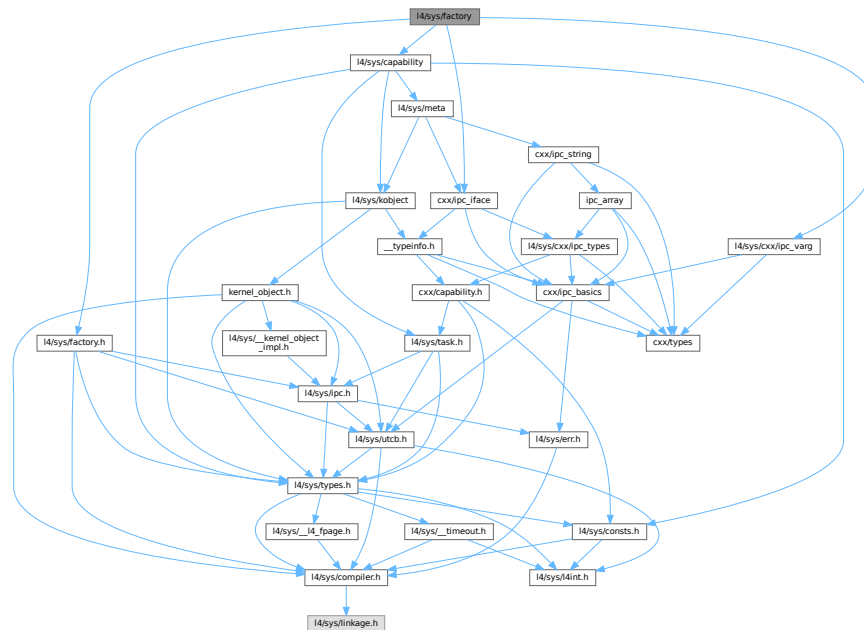 l4/sys/factory
l4/sys/capability
l4/sys/meta
cxx/ipc_string
l4/sys/kobject
cxx/ipc_iface
ipc_array
__typeinfo.h
l4/sys/cxx/ipc_types
l4/sys/cxx/ipc_varg
kernel_object.h
cxx/capability.h
cxx/ipc_basics
l4/sys/factory.h
l4/sys/__kernel_object
_impl.h
l4/sys/task.h
cxx/types
l4/sys/ipc.h
l4/sys/utcb.h
l4/sys/err.h
l4/sys/types.h
l4/sys/__l4_fpage.h
l4/sys/__timeout.h
l4/sys/consts.h
l4/sys/compiler.h
l4/sys/l4int.h
l4/sys/linkage.h